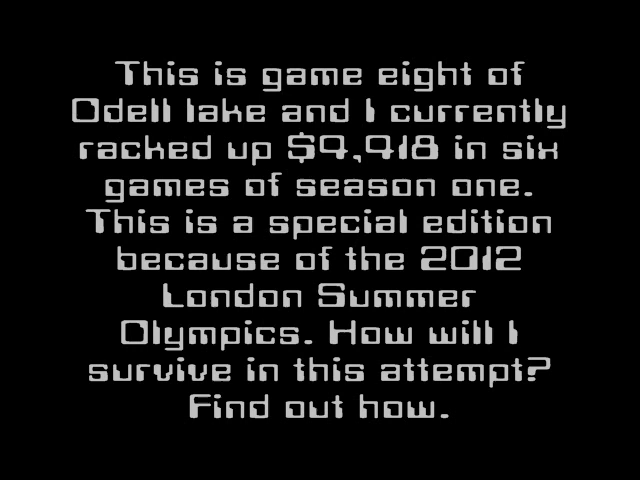 This is game eight of
Odell lake and I currently
racked up $9,918 in six
games of season one.
This is a special edition
because of the 2012
London Summer
Olympics. How will I
survive in this attempt?
Find out how.